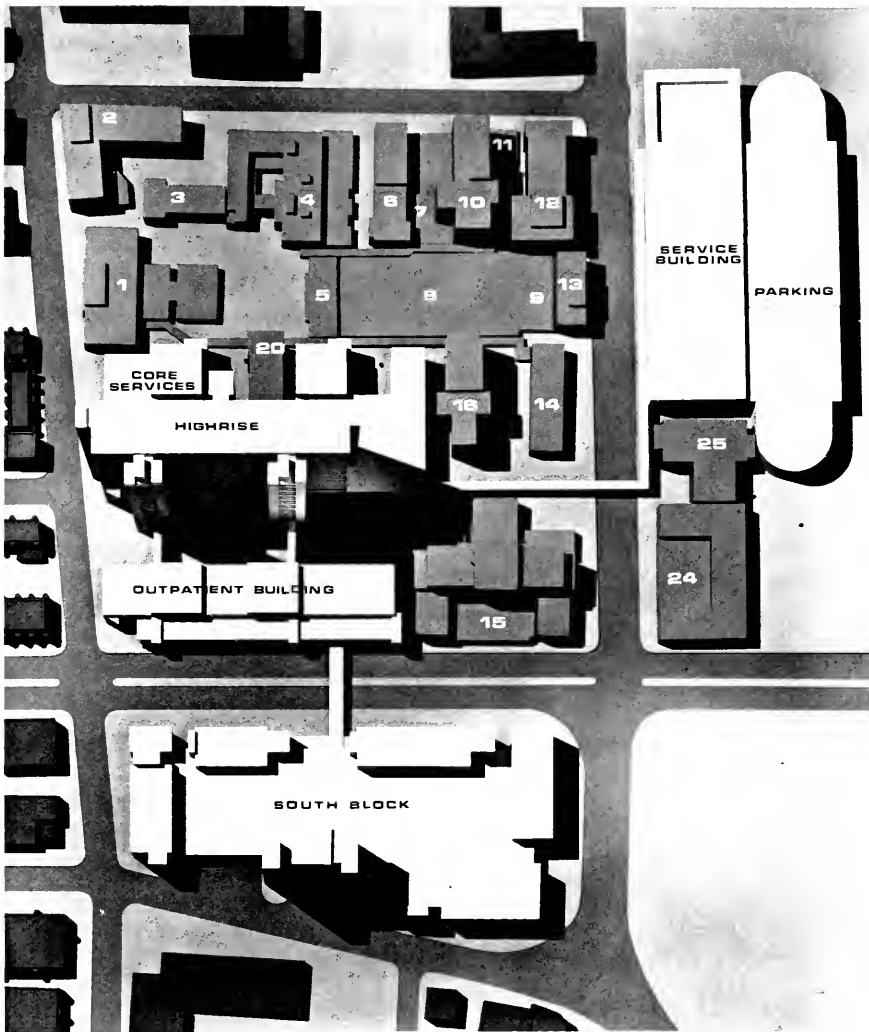 2
11
3
4
6
7
10
12
SERVICE
BUILDING
PARKING
1
5
8
9
13
20
CORE
SERVICES
16
14
HIGHRISE
25
OUTPATIENT BUILDING
24
15
SOUTH BLOCK